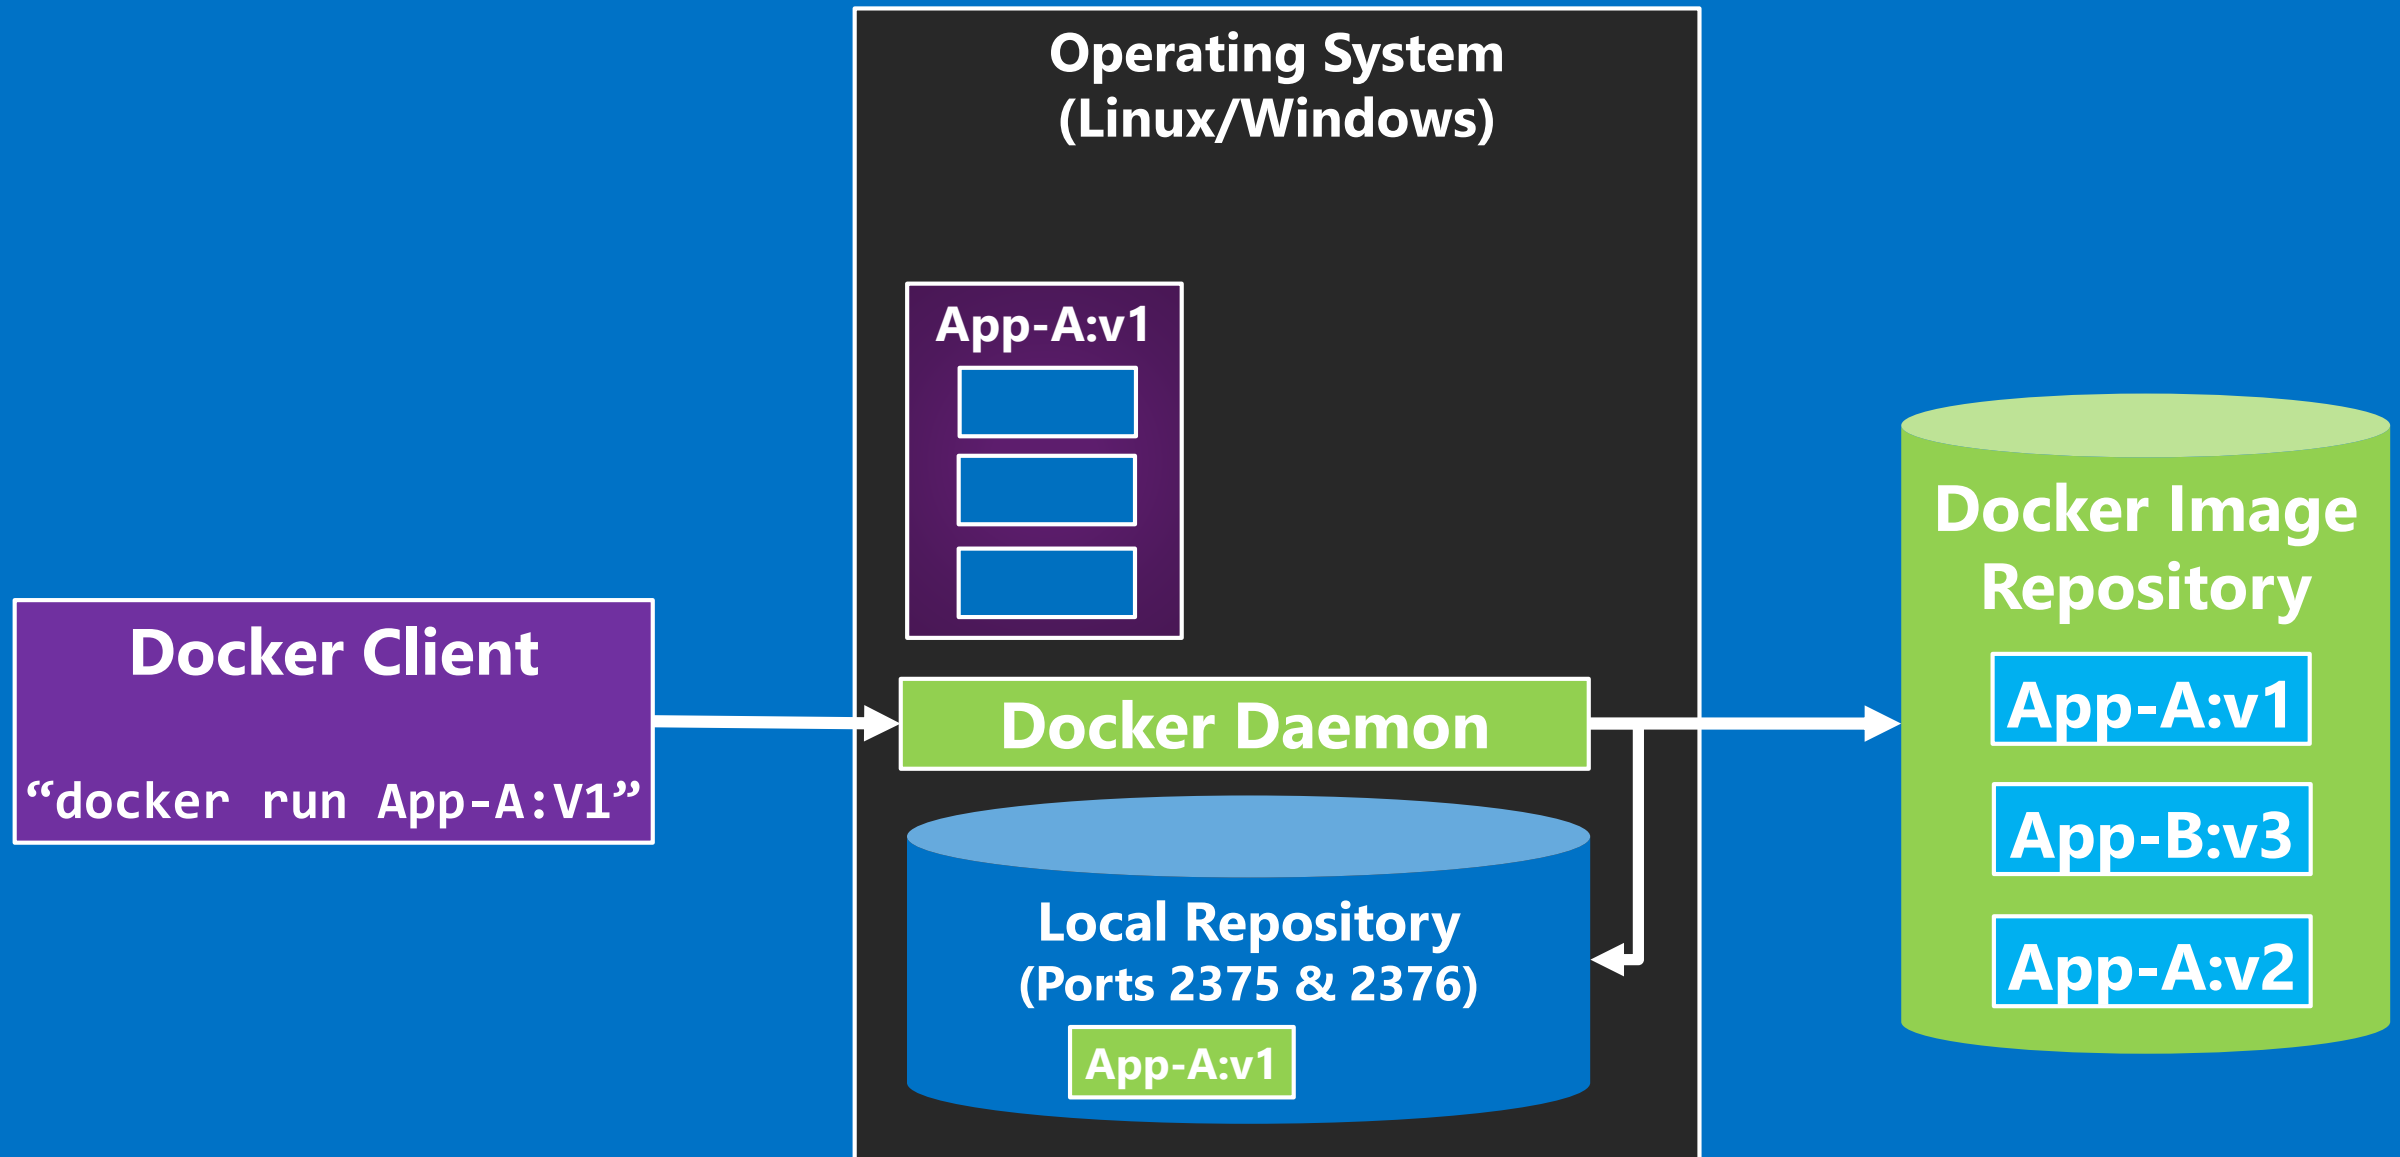 Operating System
(Linux/Windows)
App-A:v1
Docker Client
“docker run App-A:V1”
Docker Daemon
Local Repository
(Ports 2375 & 2376)
App-A:v1
Docker Image
Repository
App-A:v1
App-B:v3
App-A:v2